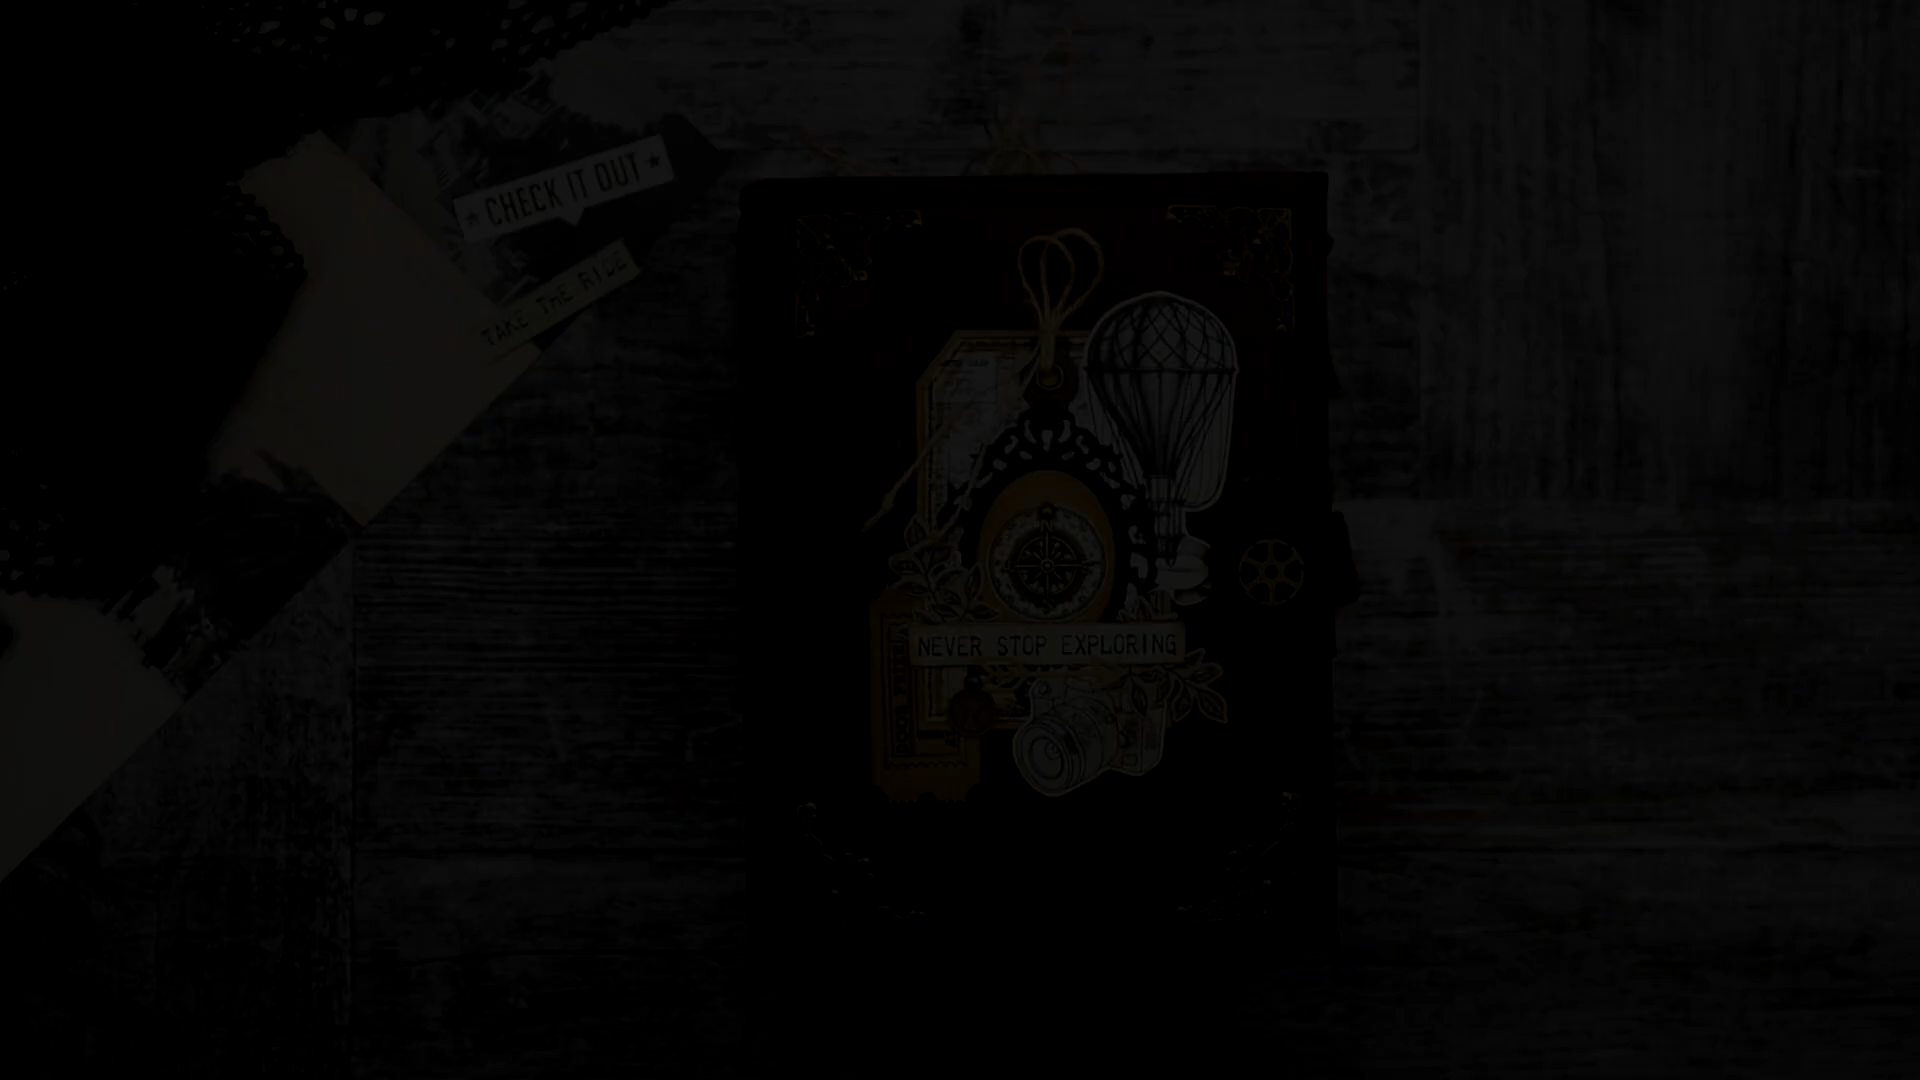 CHECK IT OUT
TAKE THE RIDE
NEVER STOP EXPLORING